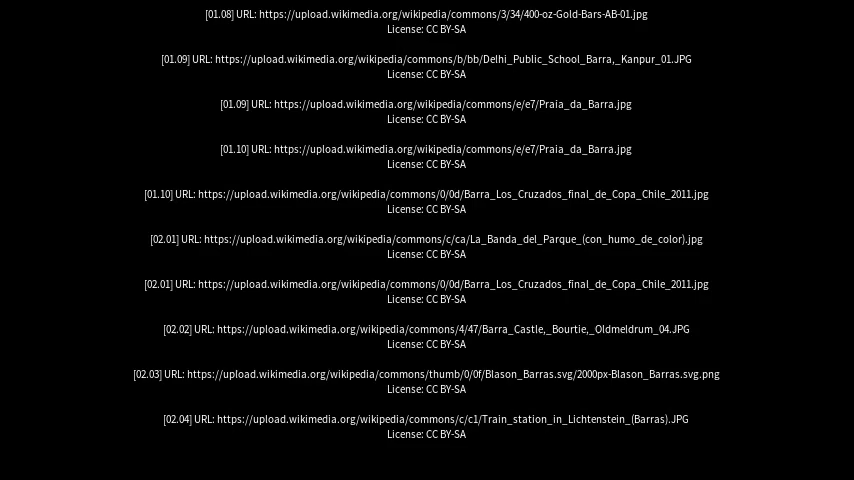 [01.08] URL: https://upload.wikimedia.org/wikipedia/commons/3/34/400-oz-Gold-Bars-AB-01.jpg
License: CC BY-SA
[01.09] URL: https://upload.wikimedia.org/wikipedia/commons/b/bb/Delhi_Public_School_Barra,_Kanpur_01.JPG
License: CC BY-SA
[01.09] URL: https://upload.wikimedia.org/wikipedia/commons/e/e7/Praia_da_Barra.jpg
License: CC BY-SA
[01.10] URL: https://upload.wikimedia.org/wikipedia/commons/e/e7/Praia_da_Barra.jpg
License: CC BY-SA
[01.10] URL: https://upload.wikimedia.org/wikipedia/commons/0/0d/Barra_Los_Cruzados_final_de_Copa_Chile_2011.jpg
License: CC BY-SA
[02.01] URL: https://upload.wikimedia.org/wikipedia/commons/c/ca/La_Banda_del_Parque_(con_humo_de_color).jpg
License: CC BY-SA
[02.01] URL: https://upload.wikimedia.org/wikipedia/commons/0/0d/Barra_Los_Cruzados_final_de_Copa_Chile_2011.jpg
License: CC BY-SA
[02.02] URL: https://upload.wikimedia.org/wikipedia/commons/4/47/Barra_Castle,_Bourtie,_Oldmeldrum_04.JPG
License: CC BY-SA
[02.03] URL: https://upload.wikimedia.org/wikipedia/commons/thumb/0/0f/Blason_Barras.svg/2000px-Blason_Barras.svg.png
License: CC BY-SA
[02.04] URL: https://upload.wikimedia.org/wikipedia/commons/c/c1/Train_station_in_Lichtenstein_(Barras).JPG
License: CC BY-SA